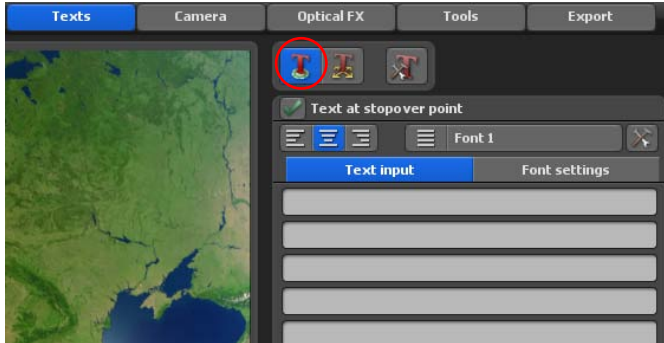 Texts Camera Optical FX Tools Export
Text at stopover point
Font 1
Text input Font settings